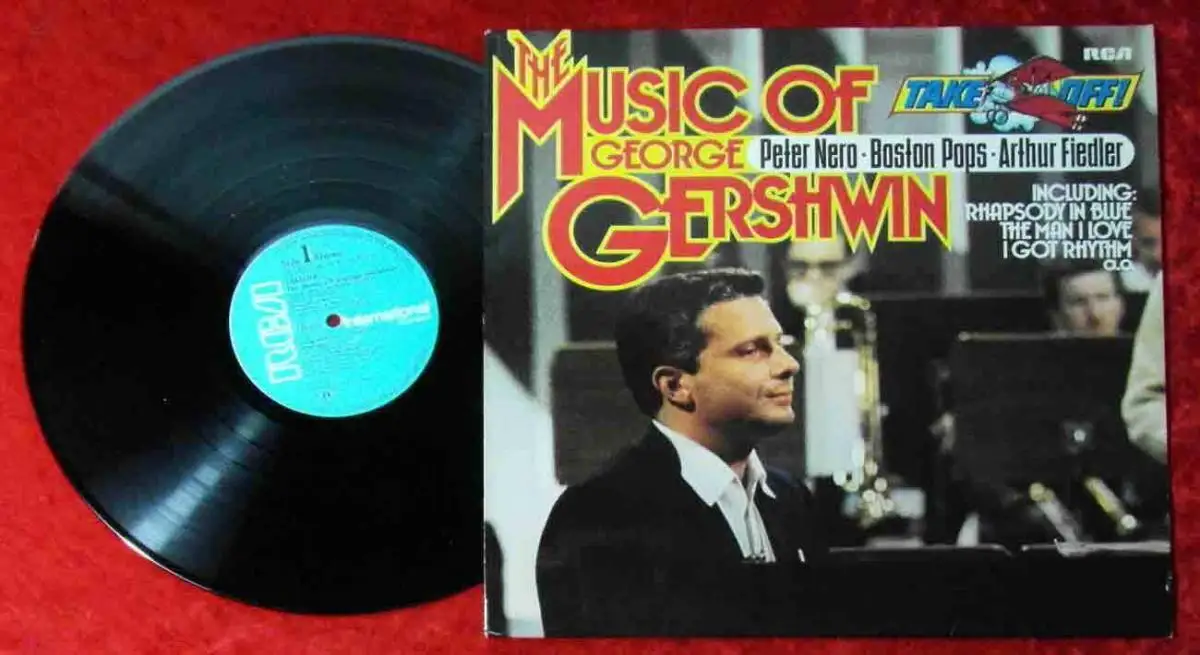 THE
MUSIC OF
GEORGE
GERSHWIN
RCA
TAKE OFF!
Peter Nero · Boston Pops · Arthur Fiedler
INCLUDING:
RHAPSODY IN BLUE
THE MAN I LOVE
I GOT RHYTHM
a.o.
RCA
1
International